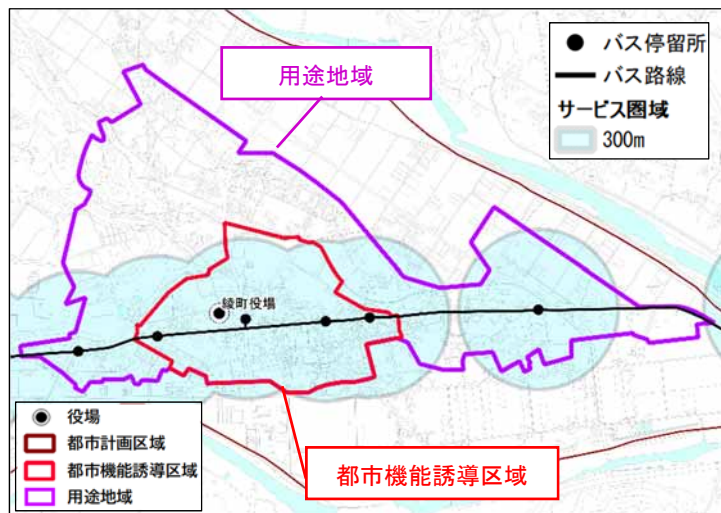 用途地域
バス停留所
バス路線
サービス圏域
300m
綾町役場
役場
都市計画区域
都市機能誘導区域
用途地域
都市機能誘導区域